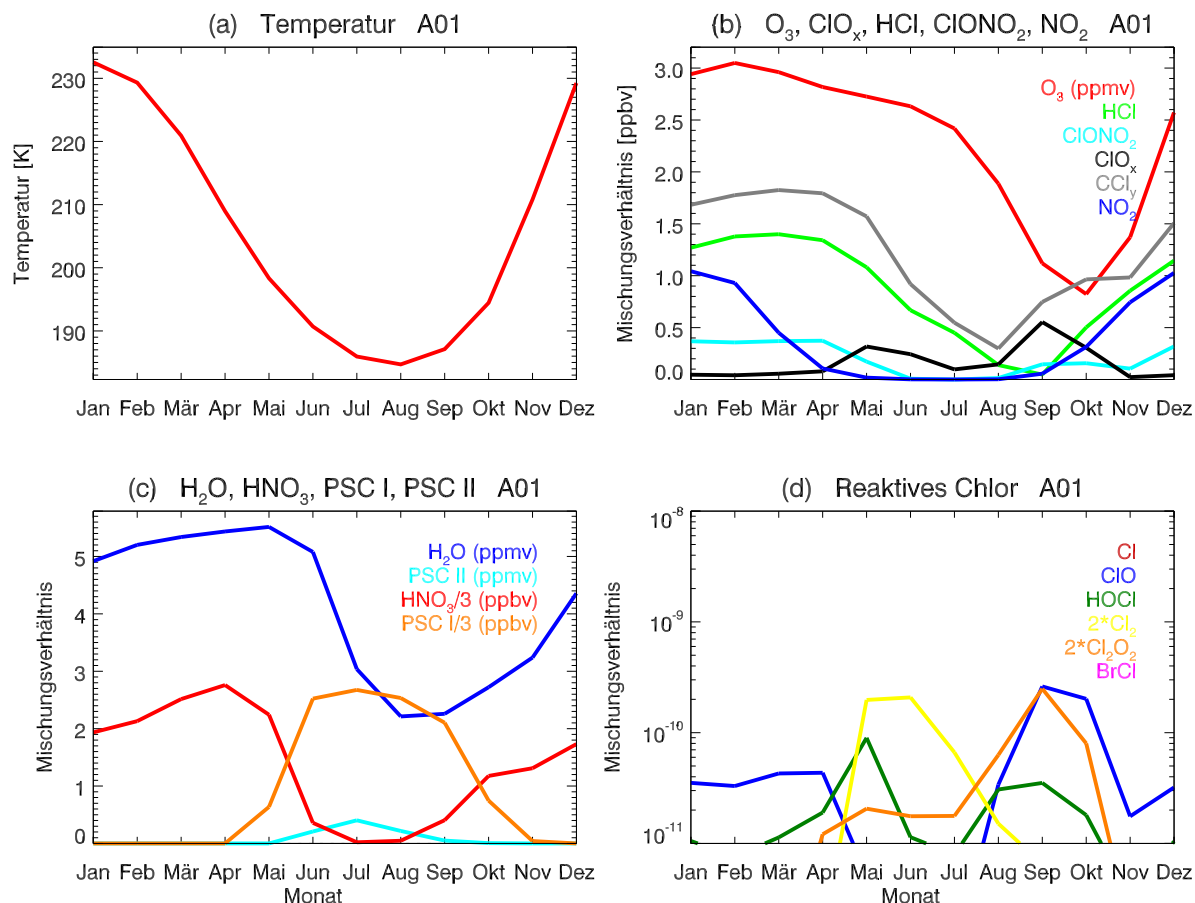 (a) Temperatur A01
Temperatur [K]
230
220
210
200
190
Jan Feb Mär Apr Mai Jun Jul Aug Sep Okt Nov Dez
(b) O₃, ClOₓ, HCl, ClONO₂, NO₂ A01
Mischungsverhältnis [ppbv]
3.0
2.5
2.0
1.5
1.0
0.5
0.0
O₃ (ppmv)
HCl
ClONO₂
ClOₓ
CCl_y
NO₂
Jan Feb Mär Apr Mai Jun Jul Aug Sep Okt Nov Dez
(c) H₂O, HNO₃, PSC I, PSC II A01
Mischungsverhältnis
5
4
3
2
1
0
H₂O (ppmv)
PSC II (ppmv)
HNO₃/3 (ppbv)
PSC I/3 (ppbv)
Jan Feb Mär Apr Mai Jun Jul Aug Sep Okt Nov Dez
Monat
(d) Reaktives Chlor A01
Mischungsverhältnis
10⁻⁸
10⁻⁹
10⁻¹⁰
10⁻¹¹
Cl
ClO
HOCl
2*Cl₂
2*Cl₂O₂
BrCl
Jan Feb Mär Apr Mai Jun Jul Aug Sep Okt Nov Dez
Monat